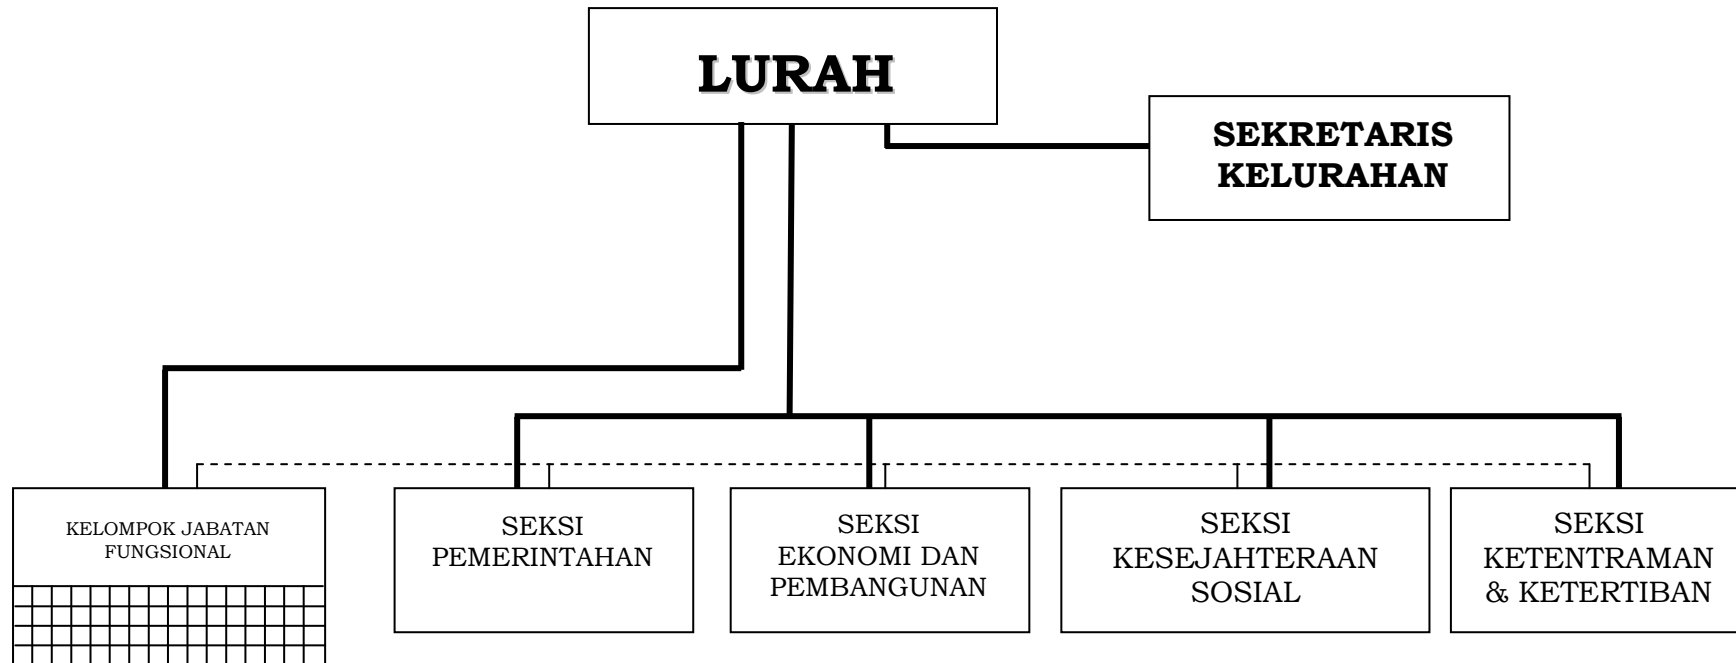 LURAH
SEKRETARIS
KELURAHAN
KELOMPOK JABATAN
FUNGSIONAL
SEKSI
PEMERINTAHAN
SEKSI
EKONOMI DAN
PEMBANGUNAN
SEKSI
KESEJAHTERAAN
SOSIAL
SEKSI
KETENTRAMAN
& KETERTIBAN